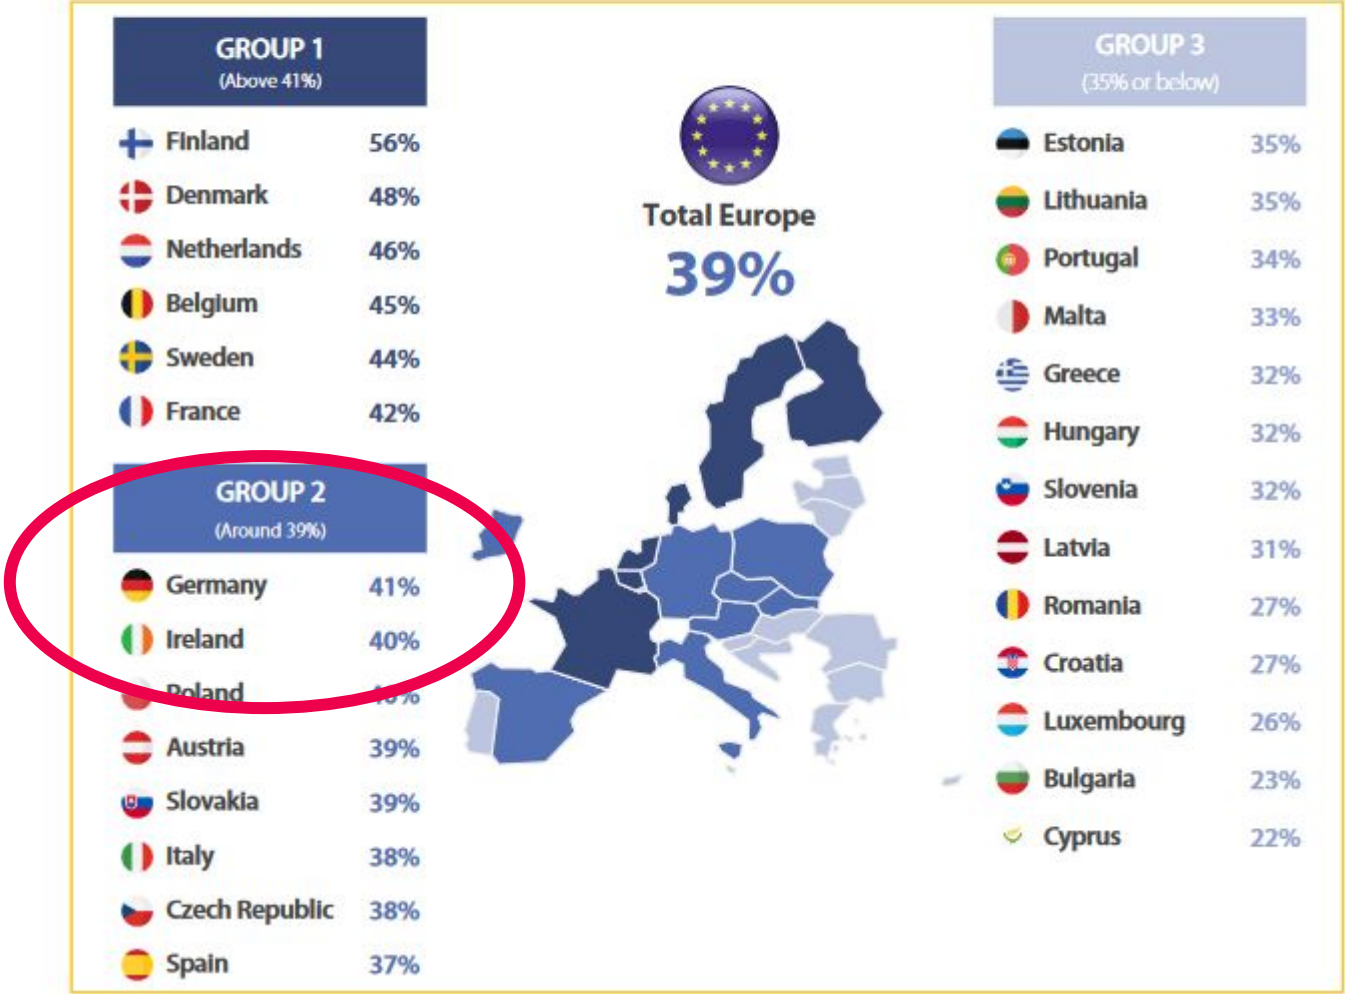 GROUP 1
(Above 41%)
Finland 56%
Denmark 48%
Netherlands 46%
Belgium 45%
Sweden 44%
France 42%
GROUP 2
(Around 39%)
Germany 41%
Ireland 40%
Poland
Austria 39%
Slovakia 39%
Italy 38%
Czech Republic 38%
Spain 37%
Total Europe
39%
GROUP 3
(35% or below)
Estonia 35%
Lithuania 35%
Portugal 34%
Malta 33%
Greece 32%
Hungary 32%
Slovenia 32%
Latvia 31%
Romania 27%
Croatia 27%
Luxembourg 26%
Bulgaria 23%
Cyprus 22%